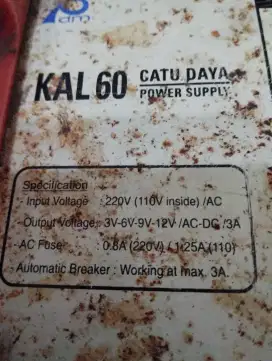 am
KAL 60 CATU DAYA
POWER SUPPLY
Specification
Input Voltage : 220V (110V inside) /AC
Output Voltage : 3V-6V-9V-12V /AC-DC /3A
AC Fuse : 0.8A (220V) / 1.25A (110)
Automatic Breaker : Working at max. 3A.